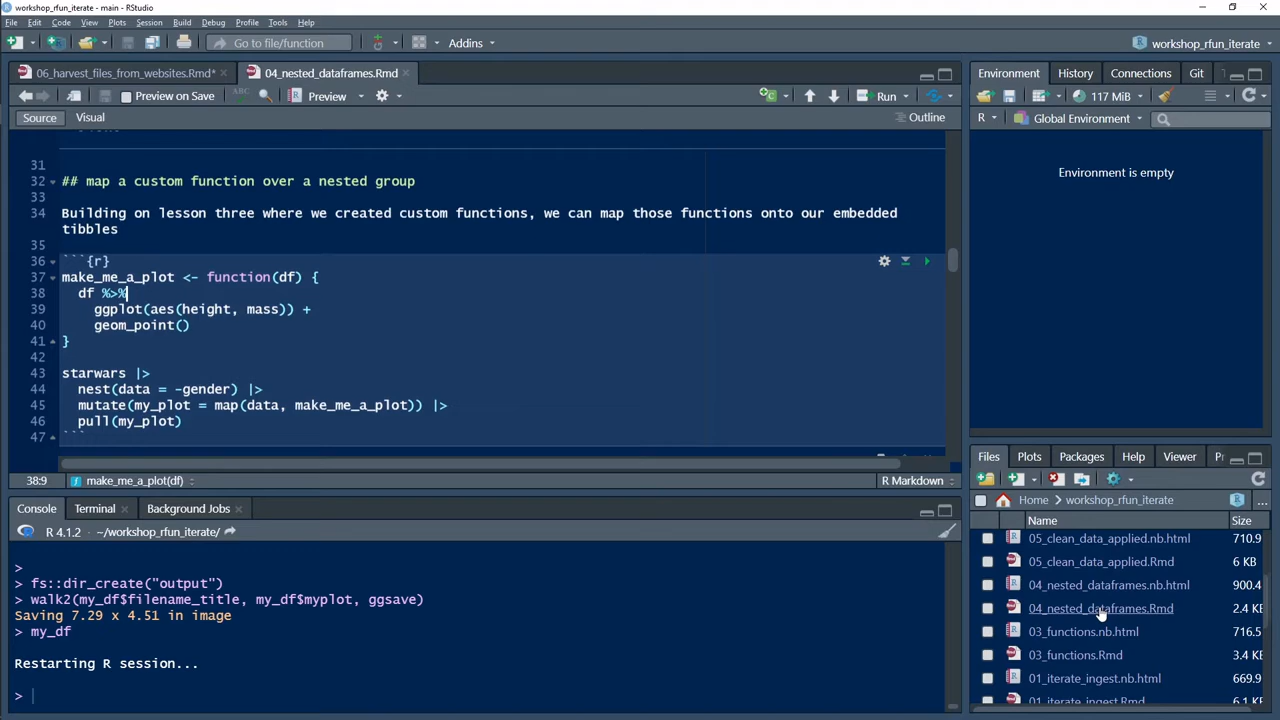 workshop_rfun_iterate - main - RStudio
File Edit Code View Plots Session Build Debug Profile Tools Help
Go to file/function Addins workshop_rfun_iterate
06_harvest_files_from_websites.Rmd* 04_nested_dataframes.Rmd
Preview on Save ABC Preview Run
Source Visual Outline
31
32 ## map a custom function over a nested group
33
34 Building on lesson three where we created custom functions, we can map those functions onto our embedded
tibbles
35
36 ```{r}
37 make_me_a_plot <- function(df) {
38 df %>%
39 ggplot(aes(height, mass)) +
40 geom_point()
41 }
42
43 starwars |>
44 nest(data = -gender) |>
45 mutate(my_plot = map(data, make_me_a_plot)) |>
46 pull(my_plot)
47 ```
38:9 make_me_a_plot(df) R Markdown
Console Terminal Background Jobs
R 4.1.2 · ~/workshop_rfun_iterate/
>
> fs::dir_create("output")
> walk2(my_df$filename_title, my_df$myplot, ggsave)
Saving 7.29 x 4.51 in image
> my_df
Restarting R session...
>
Environment History Connections Git
117 MiB
R Global Environment
Environment is empty
Files Plots Packages Help Viewer Pr
Home workshop_rfun_iterate ...
Name Size
05_clean_data_applied.nb.html 710.9
05_clean_data_applied.Rmd 6 KB
04_nested_dataframes.nb.html 900.4
04_nested_dataframes.Rmd 2.4 KB
03_functions.nb.html 716.5
03_functions.Rmd 3.4 KB
01_iterate_ingest.nb.html 669.9
01_iterate_ingest.Rmd 6.1 KB